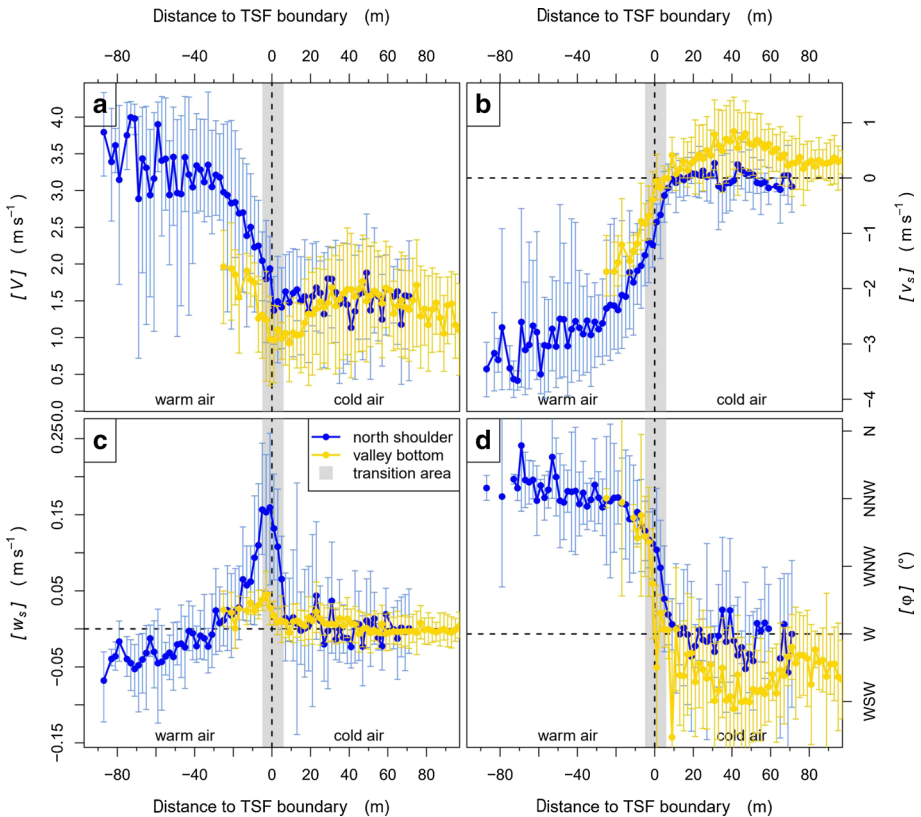 Distance to TSF boundary (m)
Distance to TSF boundary (m)
−80 −40 0 20 40 60 80
−80 −40 0 20 40 60 80
a
[V] (m s⁻¹)
4.0
3.5
3.0
2.5
2.0
1.5
1.0
0.5
0.0
warm air
cold air
b
1
0
−1
−2
−3
−4
[vₛ] (m s⁻¹)
warm air
cold air
c
[wₛ] (m s⁻¹)
0.25
0.15
0.05
−0.05
−0.15
north shoulder
valley bottom
transition area
warm air
cold air
d
N
NNW
WNW
W
WSW
[φ] (°)
warm air
cold air
−80 −40 0 20 40 60 80
−80 −40 0 20 40 60 80
Distance to TSF boundary (m)
Distance to TSF boundary (m)